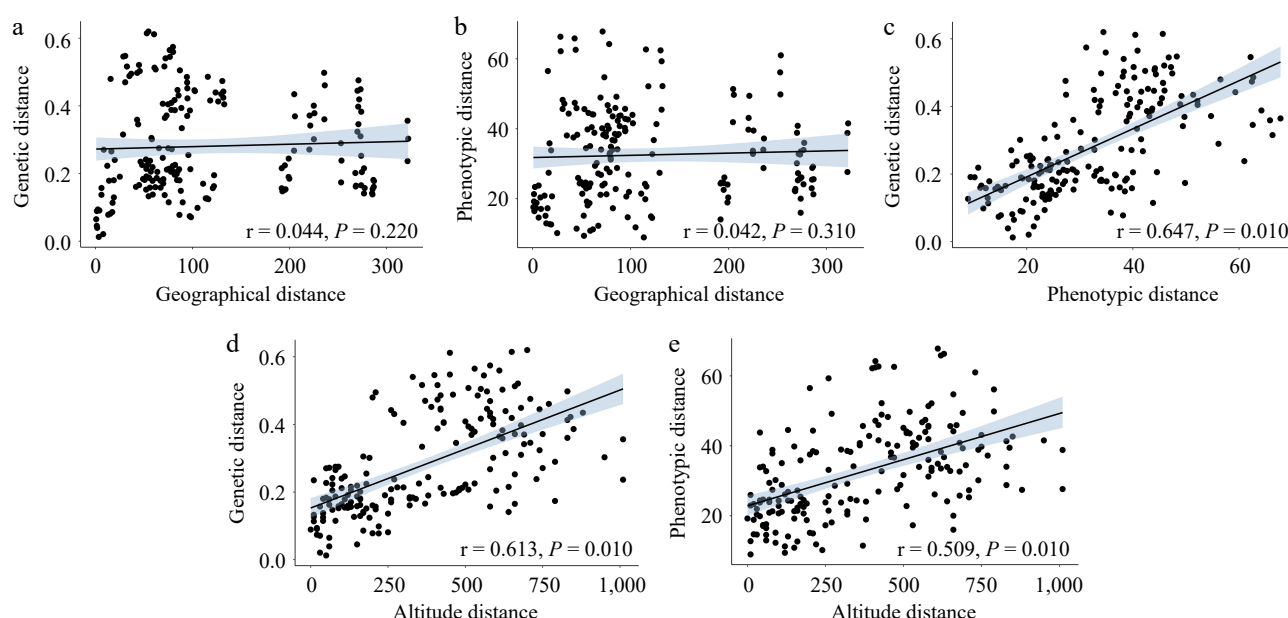 a
0.6
0.4
0.2
0.0
Genetic distance
r = 0.044, P = 0.220
0
100
200
300
Geographical distance
b
60
40
20
Phenotypic distance
r = 0.042, P = 0.310
0
100
200
300
Geographical distance
c
0.6
0.4
0.2
0.0
Genetic distance
r = 0.647, P = 0.010
20
40
60
Phenotypic distance
d
0.6
0.4
0.2
0.0
Genetic distance
r = 0.613, P = 0.010
0
250
500
750
1,000
Altitude distance
e
60
40
20
Phenotypic distance
r = 0.509, P = 0.010
0
250
500
750
1,000
Altitude distance